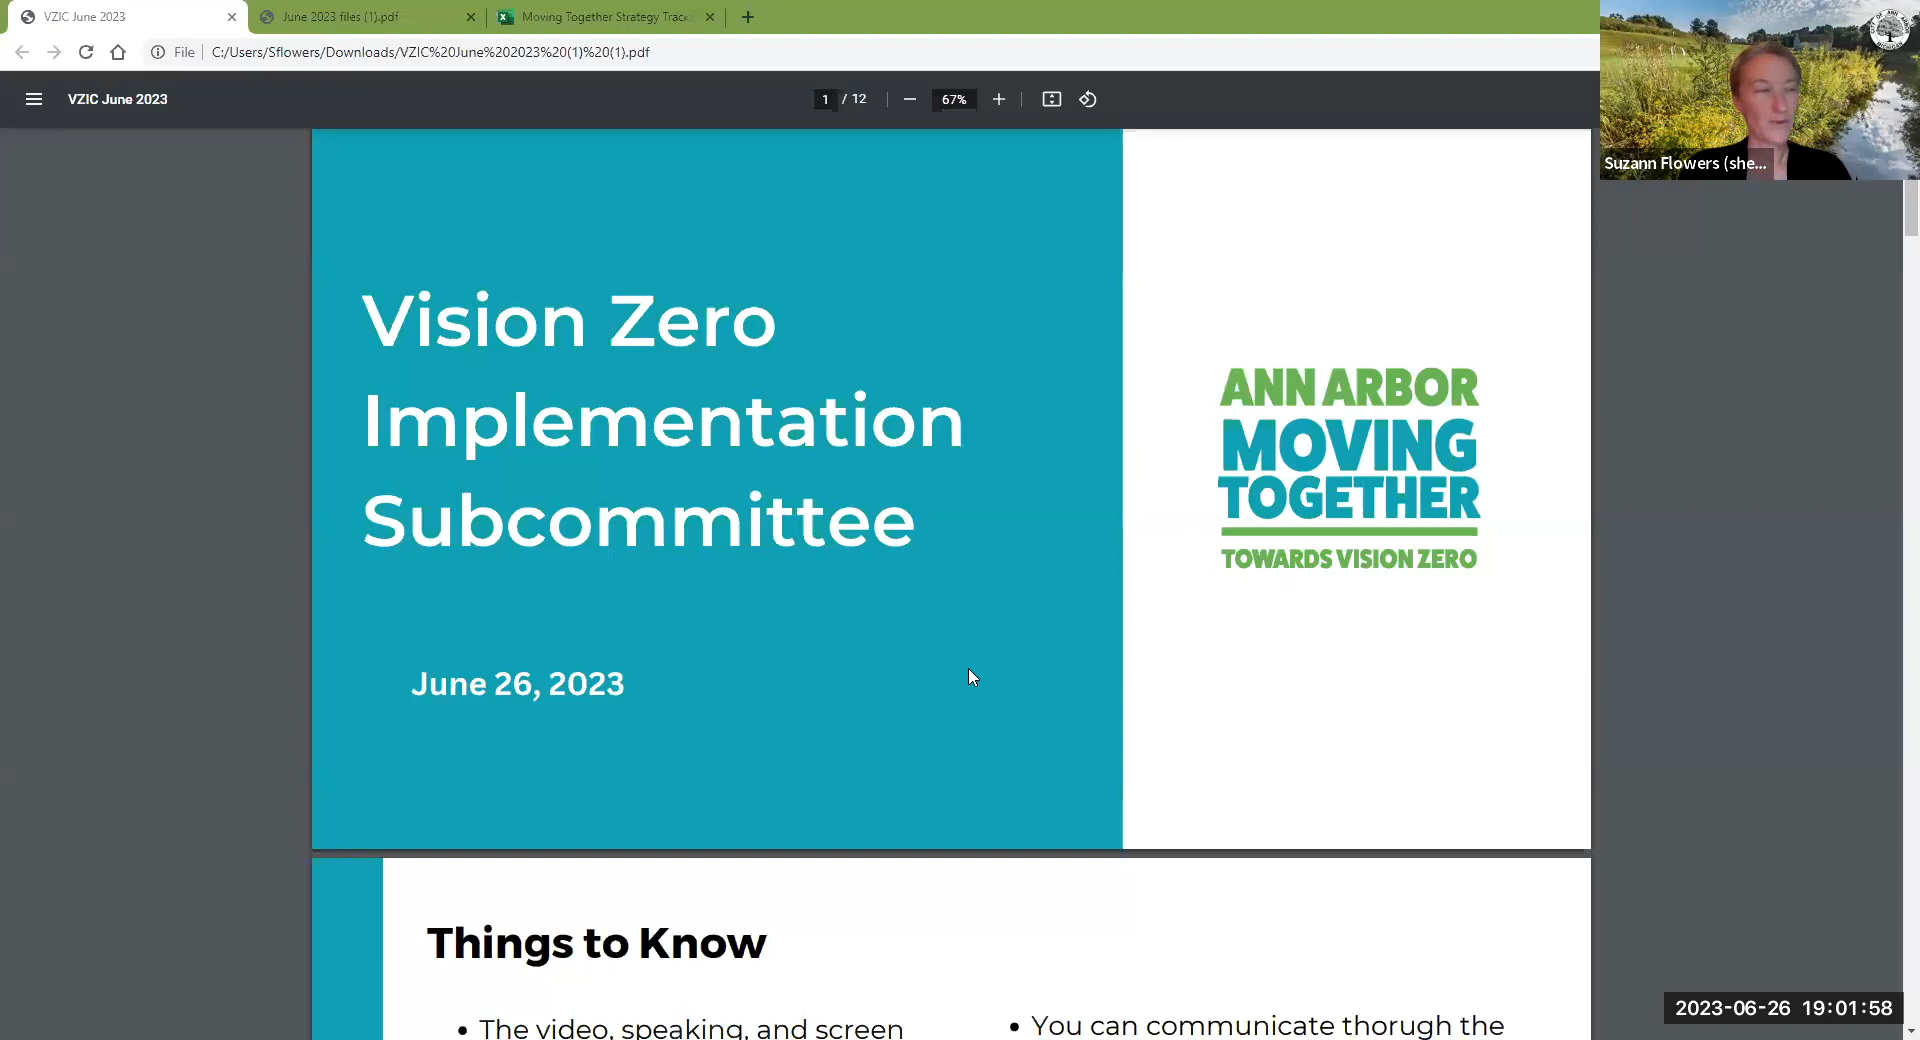 VZIC June 2023
June 2023 files (1).pdf
Moving Together Strategy Track
File
C:/Users/Sflowers/Downloads/VZIC%20June%202023%20(1)%20(1).pdf
VZIC June 2023
1 / 12
67%
Suzann Flowers (she...
Vision Zero
Implementation
Subcommittee
June 26, 2023
ANN ARBOR
MOVING
TOGETHER
TOWARDS VISION ZERO
Things to Know
• The video, speaking, and screen
• You can communicate thorugh the
2023-06-26 19:01:58